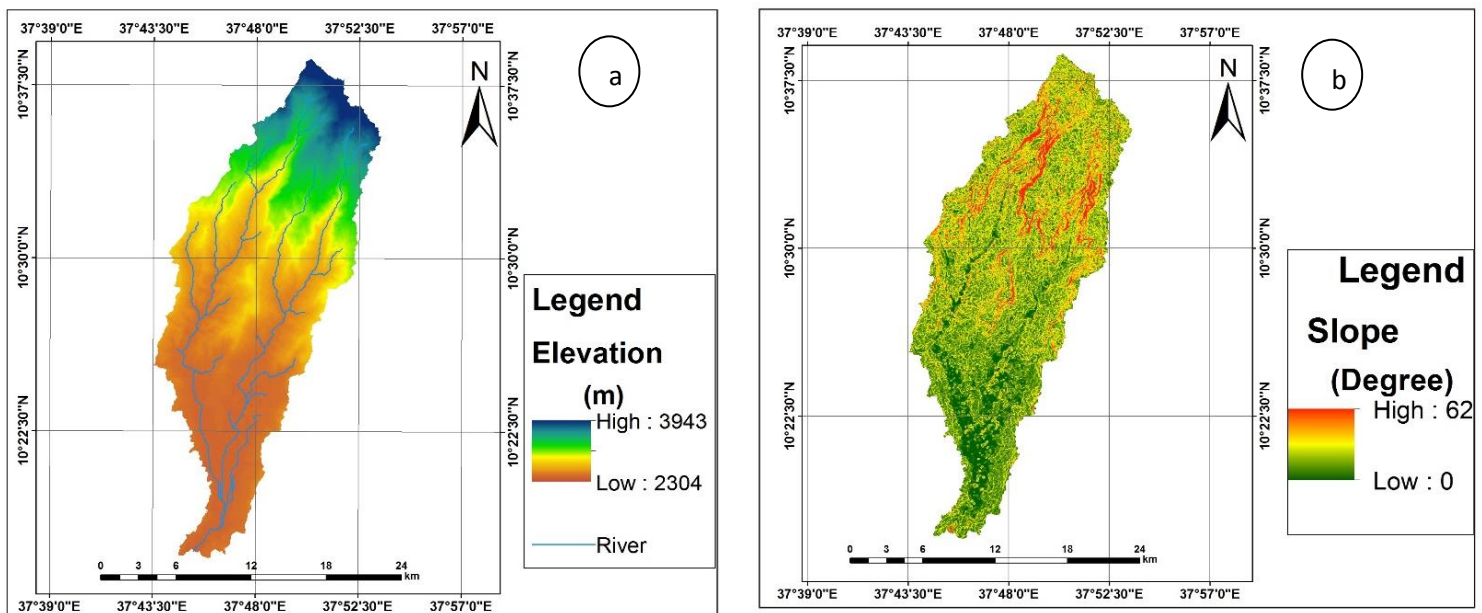 37°39'0"E 37°43'30"E 37°48'0"E 37°52'30"E 37°57'0"E
a
N
10°37'30"N 10°37'30"N
10°30'0"N 10°30'0"N
10°22'30"N 10°22'30"N
Legend
Elevation
(m)
High : 3943
Low : 2304
River
0 3 6 12 18 24
km
37°39'0"E 37°43'30"E 37°48'0"E 37°52'30"E 37°57'0"E
37°39'0"E 37°43'30"E 37°48'0"E 37°52'30"E 37°57'0"E
b
N
10°37'30"N 10°37'30"N
10°30'0"N 10°30'0"N
10°22'30"N 10°22'30"N
Legend
Slope
(Degree)
High : 62
Low : 0
0 3 6 12 18 24
km
37°39'0"E 37°43'30"E 37°48'0"E 37°52'30"E 37°57'0"E